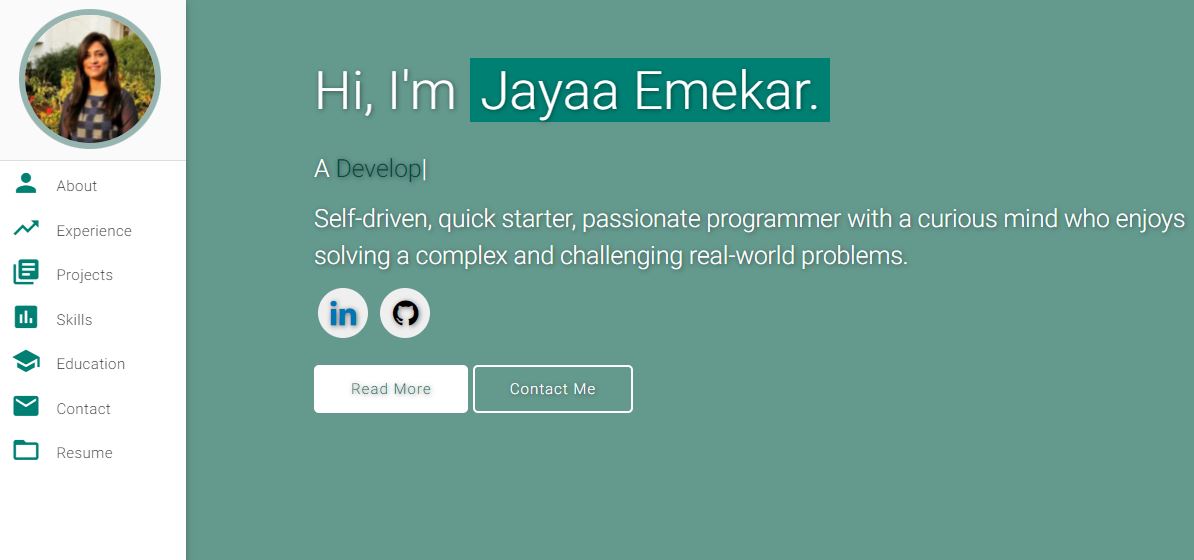 About
Experience
Projects
Skills
Education
Contact
Resume
Hi, I'm Jayaa Emekar.
A Develop|
Self-driven, quick starter, passionate programmer with a curious mind who enjoys
solving a complex and challenging real-world problems.
in
Read More Contact Me